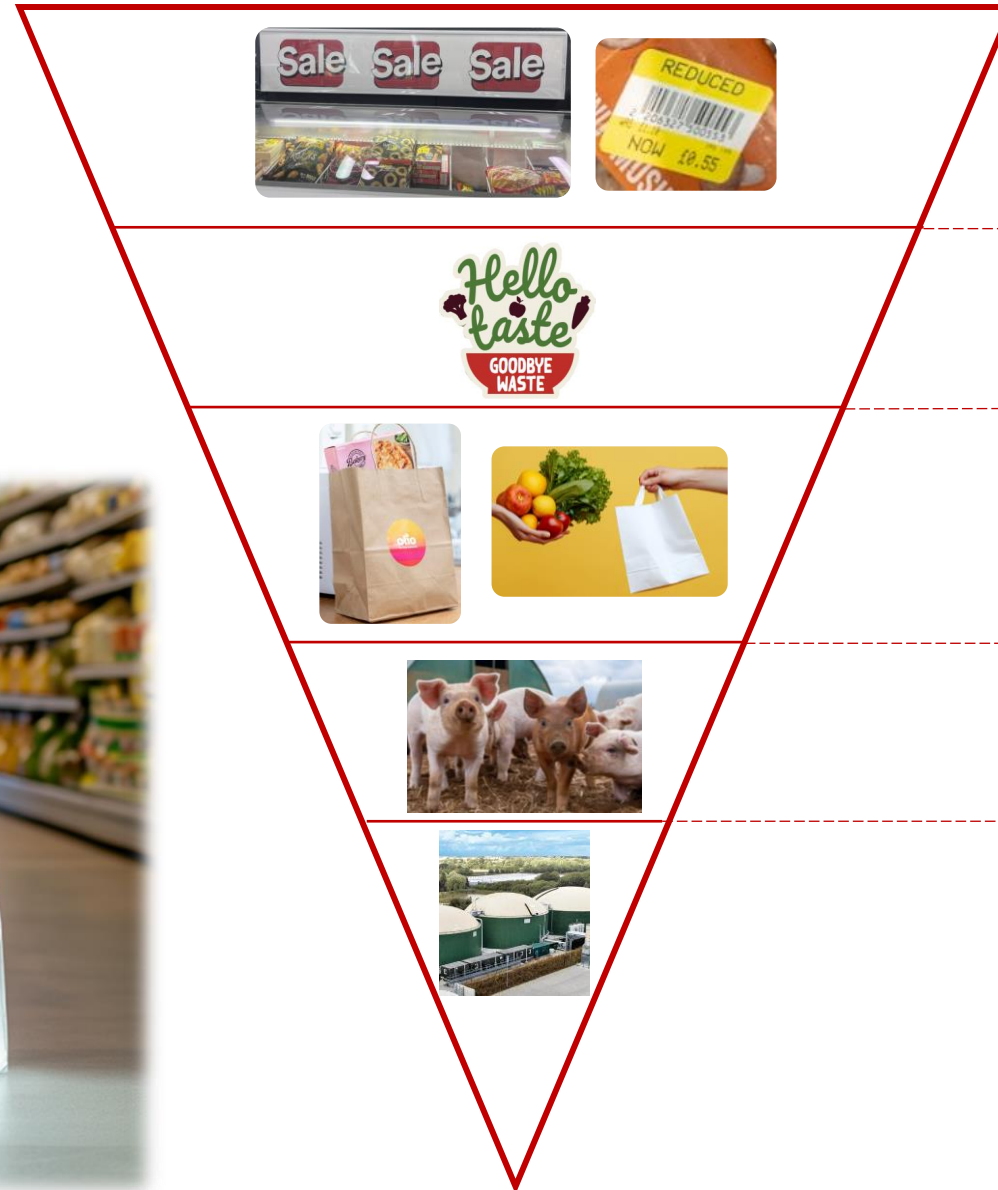 Sale Sale Sale
REDUCED
NOW £0.55
Hello
taste
GOODBYE
WASTE
olio